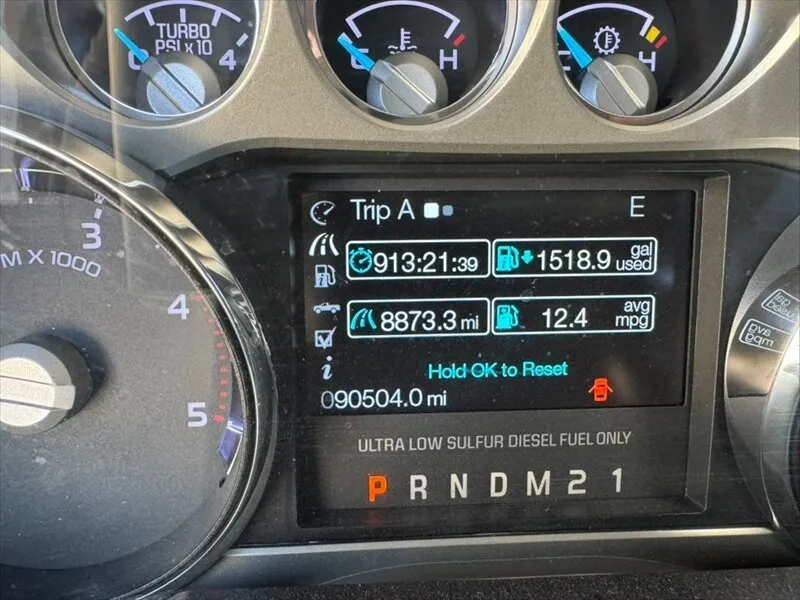 0 TURBO PSI x 10 4
C H
C H
3
M X 1000
4
5
Trip A E
913:21:39 1518.9 gal used
8873.3 mi 12.4 avg mpg
Hold OK to Reset
090504.0 mi
ULTRA LOW SULFUR DIESEL FUEL ONLY
P R N D M 2 1